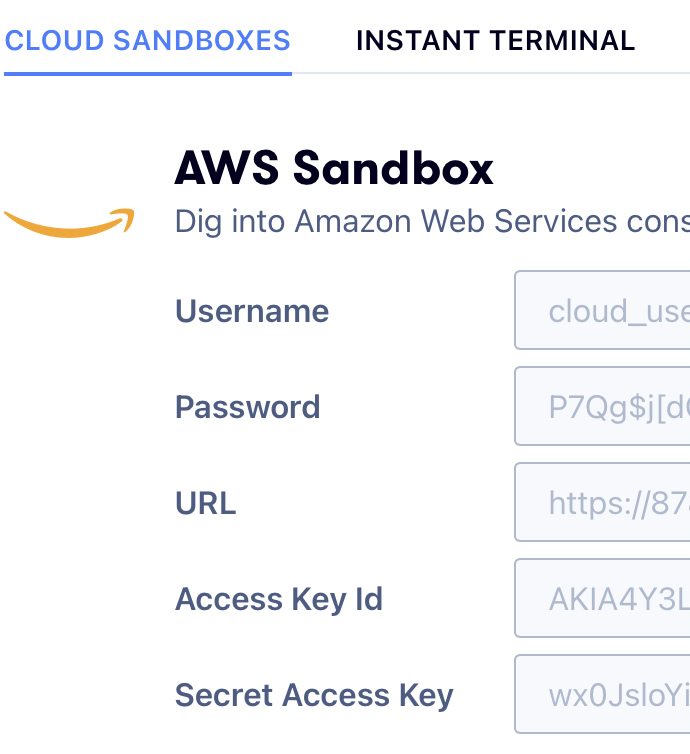 CLOUD SANDBOXES INSTANT TERMINAL
AWS Sandbox
Dig into Amazon Web Services cons
Username cloud_use
Password P7Qg$j[d
URL https://87
Access Key Id AKIA4Y3L
Secret Access Key wx0JsloYi